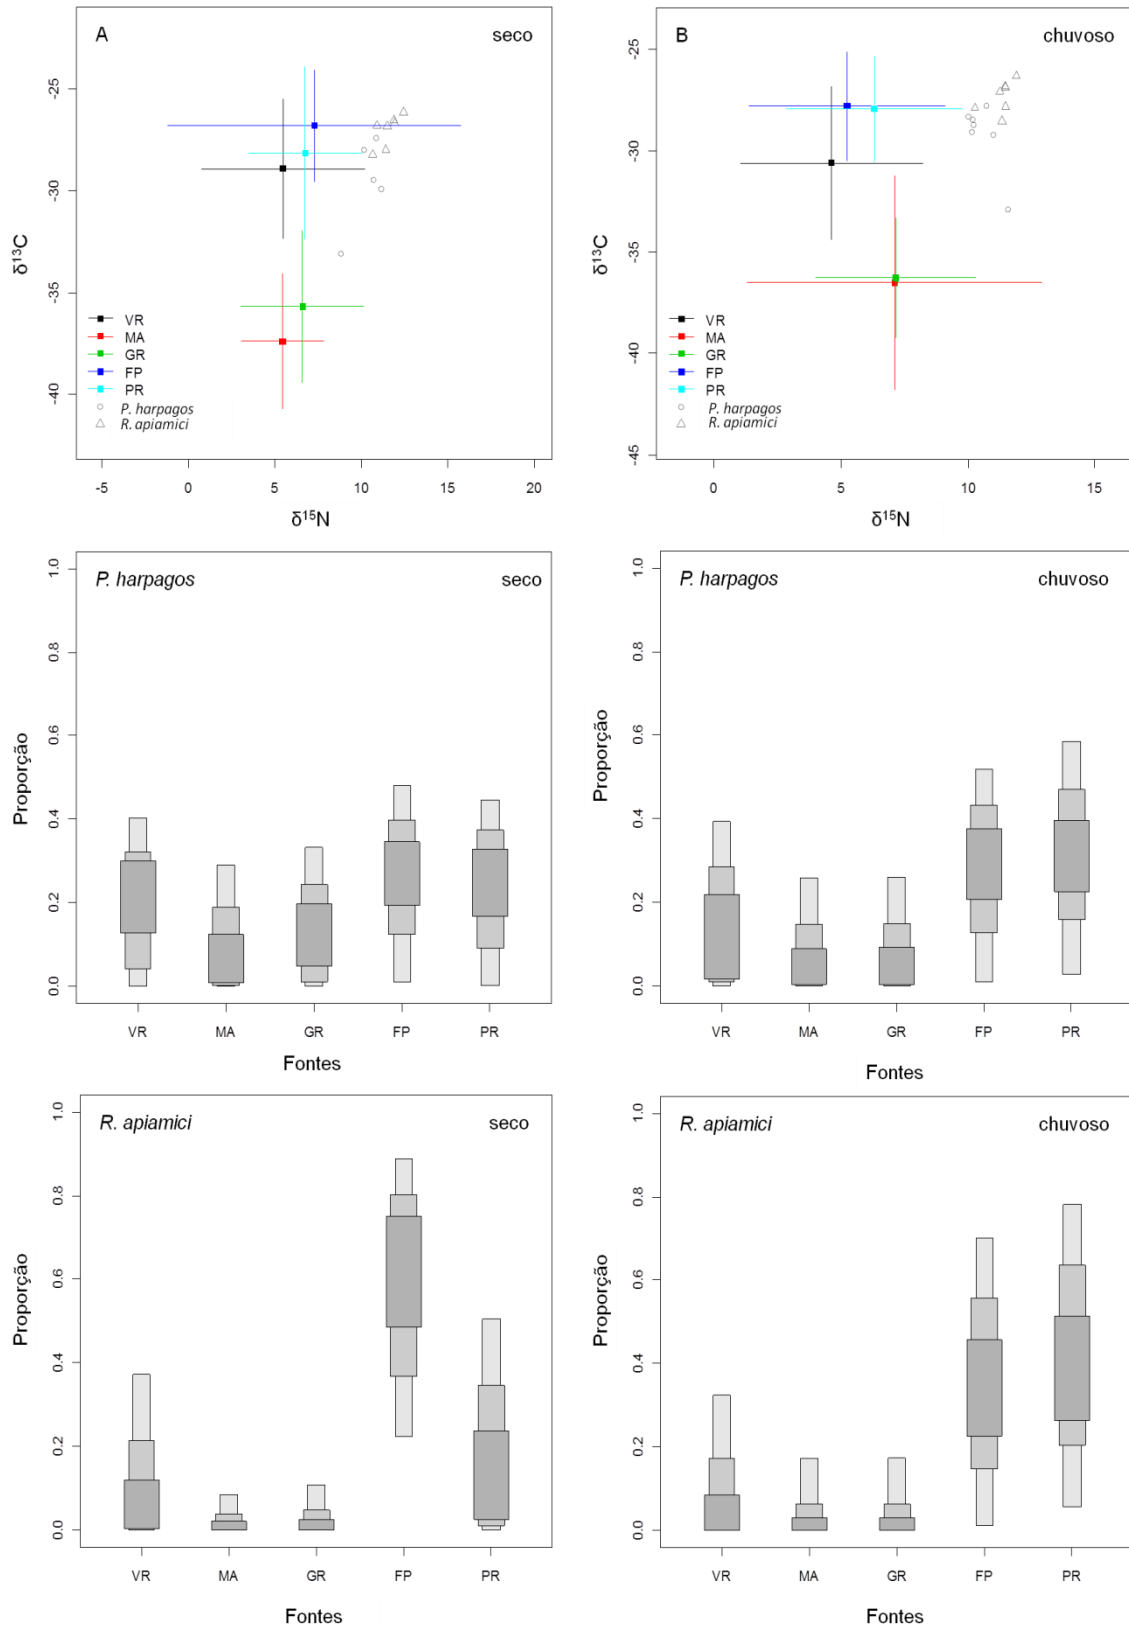 A seco
-25
-30
-35
-40
δ¹³C
VR
MA
GR
FP
PR
P. harpagos
R. apiamici
-5 0 5 10 15 20
δ¹⁵N
B chuvoso
-25
-30
-35
-40
-45
δ¹³C
VR
MA
GR
FP
PR
P. harpagos
R. apiamici
0 5 10 15
δ¹⁵N
P. harpagos seco
1.0
0.8
0.6
0.4
0.2
0.0
Proporção
VR MA GR FP PR
Fontes
P. harpagos chuvoso
1.0
0.8
0.6
0.4
0.2
0.0
Proporção
VR MA GR FP PR
Fontes
R. apiamici seco
1.0
0.8
0.6
0.4
0.2
0.0
Proporção
VR MA GR FP PR
Fontes
R. apiamici chuvoso
1.0
0.8
0.6
0.4
0.2
0.0
Proporção
VR MA GR FP PR
Fontes